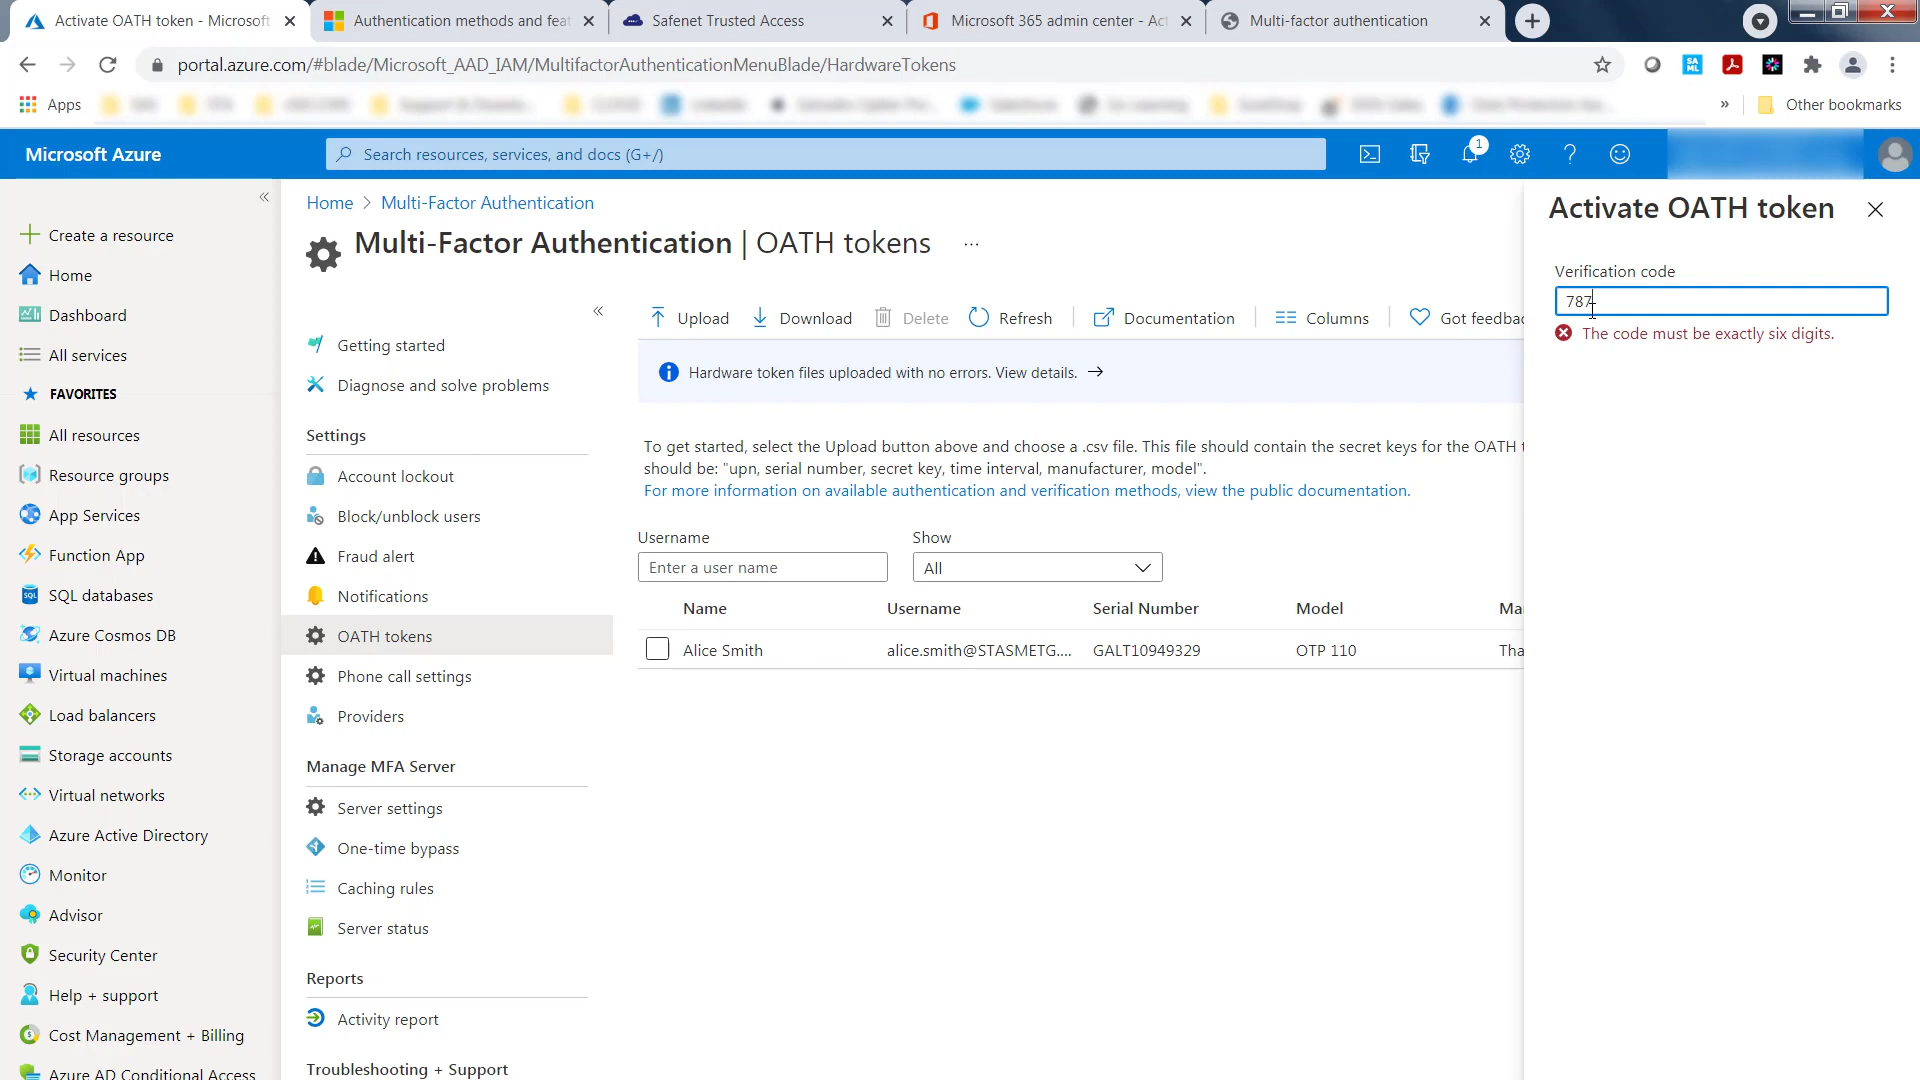 Activate OATH token - Microsoft
Authentication methods and feat
Safenet Trusted Access
Microsoft 365 admin center - Act
Multi-factor authentication
portal.azure.com/#blade/Microsoft_AAD_IAM/MultifactorAuthenticationMenuBlade/HardwareTokens
Apps
Other bookmarks
Microsoft Azure
Search resources, services, and docs (G+/)
1
Create a resource
Home
Dashboard
All services
FAVORITES
All resources
Resource groups
App Services
Function App
SQL databases
Azure Cosmos DB
Virtual machines
Load balancers
Storage accounts
Virtual networks
Azure Active Directory
Monitor
Advisor
Security Center
Help + support
Cost Management + Billing
Azure AD Conditional Access
Home > Multi-Factor Authentication
Multi-Factor Authentication | OATH tokens
Getting started
Diagnose and solve problems
Settings
Account lockout
Block/unblock users
Fraud alert
Notifications
OATH tokens
Phone call settings
Providers
Manage MFA Server
Server settings
One-time bypass
Caching rules
Server status
Reports
Activity report
Troubleshooting + Support
Upload Download Delete Refresh Documentation Columns Got feedbac
Hardware token files uploaded with no errors. View details.
To get started, select the Upload button above and choose a .csv file. This file should contain the secret keys for the OATH t
should be: "upn, serial number, secret key, time interval, manufacturer, model".
For more information on available authentication and verification methods, view the public documentation.
Username Show
Enter a user name All
Name Username Serial Number Model Ma
Alice Smith alice.smith@STASMETG.... GALT10949329 OTP 110 Tha
Activate OATH token
Verification code
787
The code must be exactly six digits.